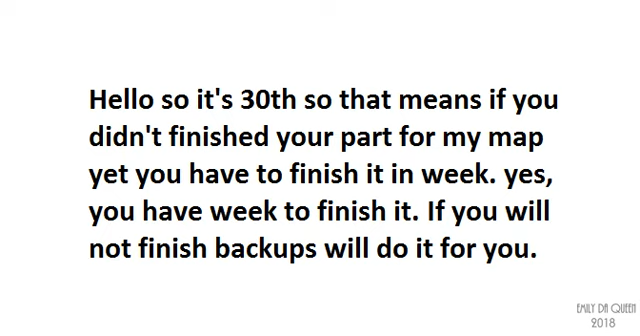 Hello so it's 30th so that means if you
didn't finished your part for my map
yet you have to finish it in week. yes,
you have week to finish it. If you will
not finish backups will do it for you.
EMILY DA QUEEN
2018